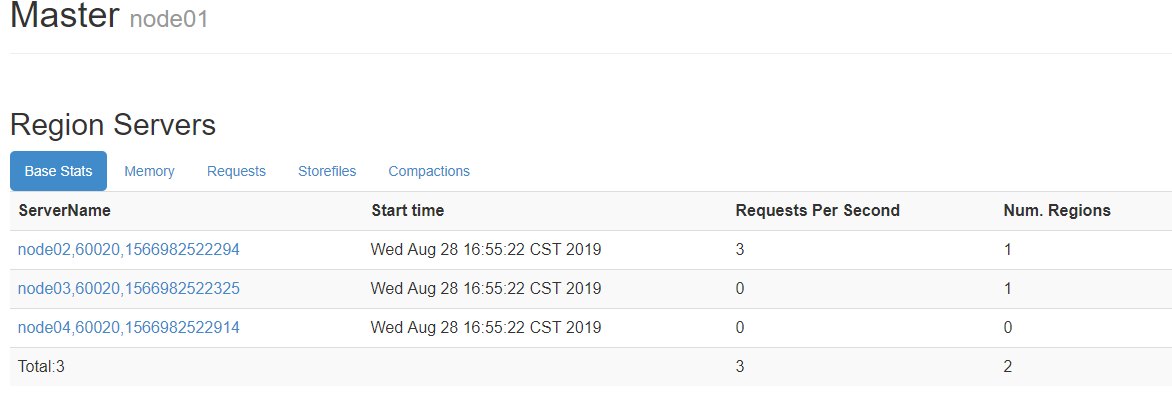 Master node01
Region Servers
Base Stats Memory Requests Storefiles Compactions
ServerName Start time Requests Per Second Num. Regions
node02,60020,1566982522294 Wed Aug 28 16:55:22 CST 2019 3 1
node03,60020,1566982522325 Wed Aug 28 16:55:22 CST 2019 0 1
node04,60020,1566982522914 Wed Aug 28 16:55:22 CST 2019 0 0
Total:3 3 2